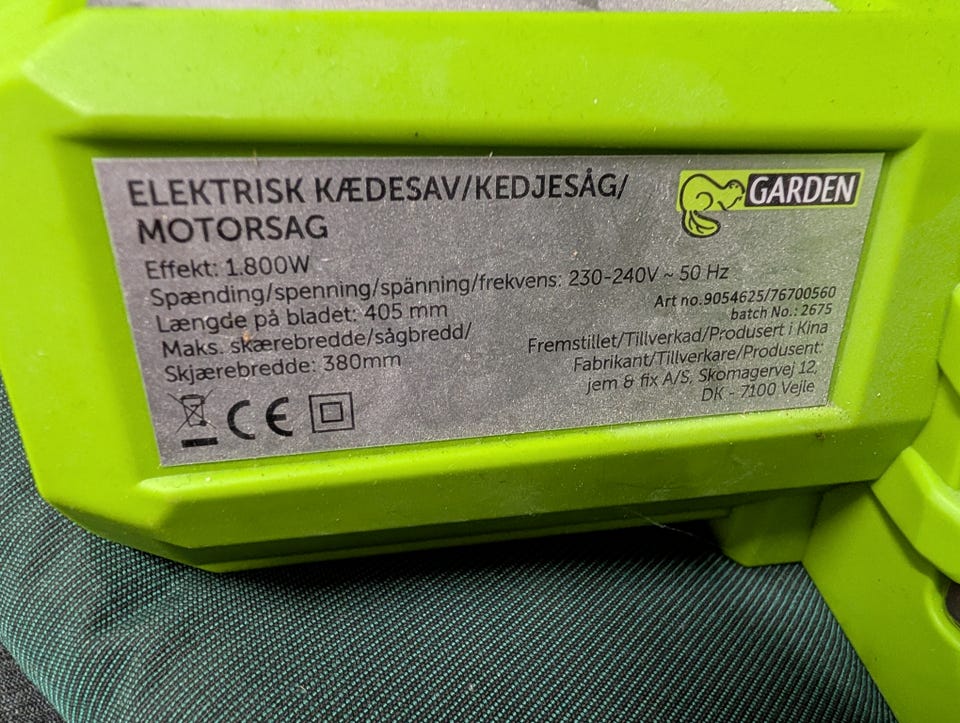 ELEKTRISK KÆDESAV/KEDJESÅG/
MOTORSAG
GARDEN
Effekt: 1.800W
Spænding/spenning/spänning/frekvens: 230-240V ~ 50 Hz
Længde på bladet: 405 mm
Maks. skærebredde/sågbredd/
Skjærebredde: 380mm
Art no.9054625/76700560
batch No.: 2675
Fremstillet/Tillverkad/Produsert i Kina
Fabrikant/Tillverkare/Produsent:
jem & fix A/S, Skomagervej 12,
DK - 7100 Vejle
CE